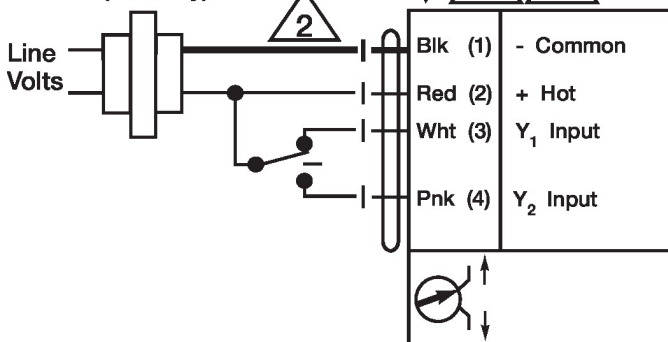 2
Line
Volts
Blk (1) - Common
Red (2) + Hot
Wht (3) Y1 Input
Pnk (4) Y2 Input